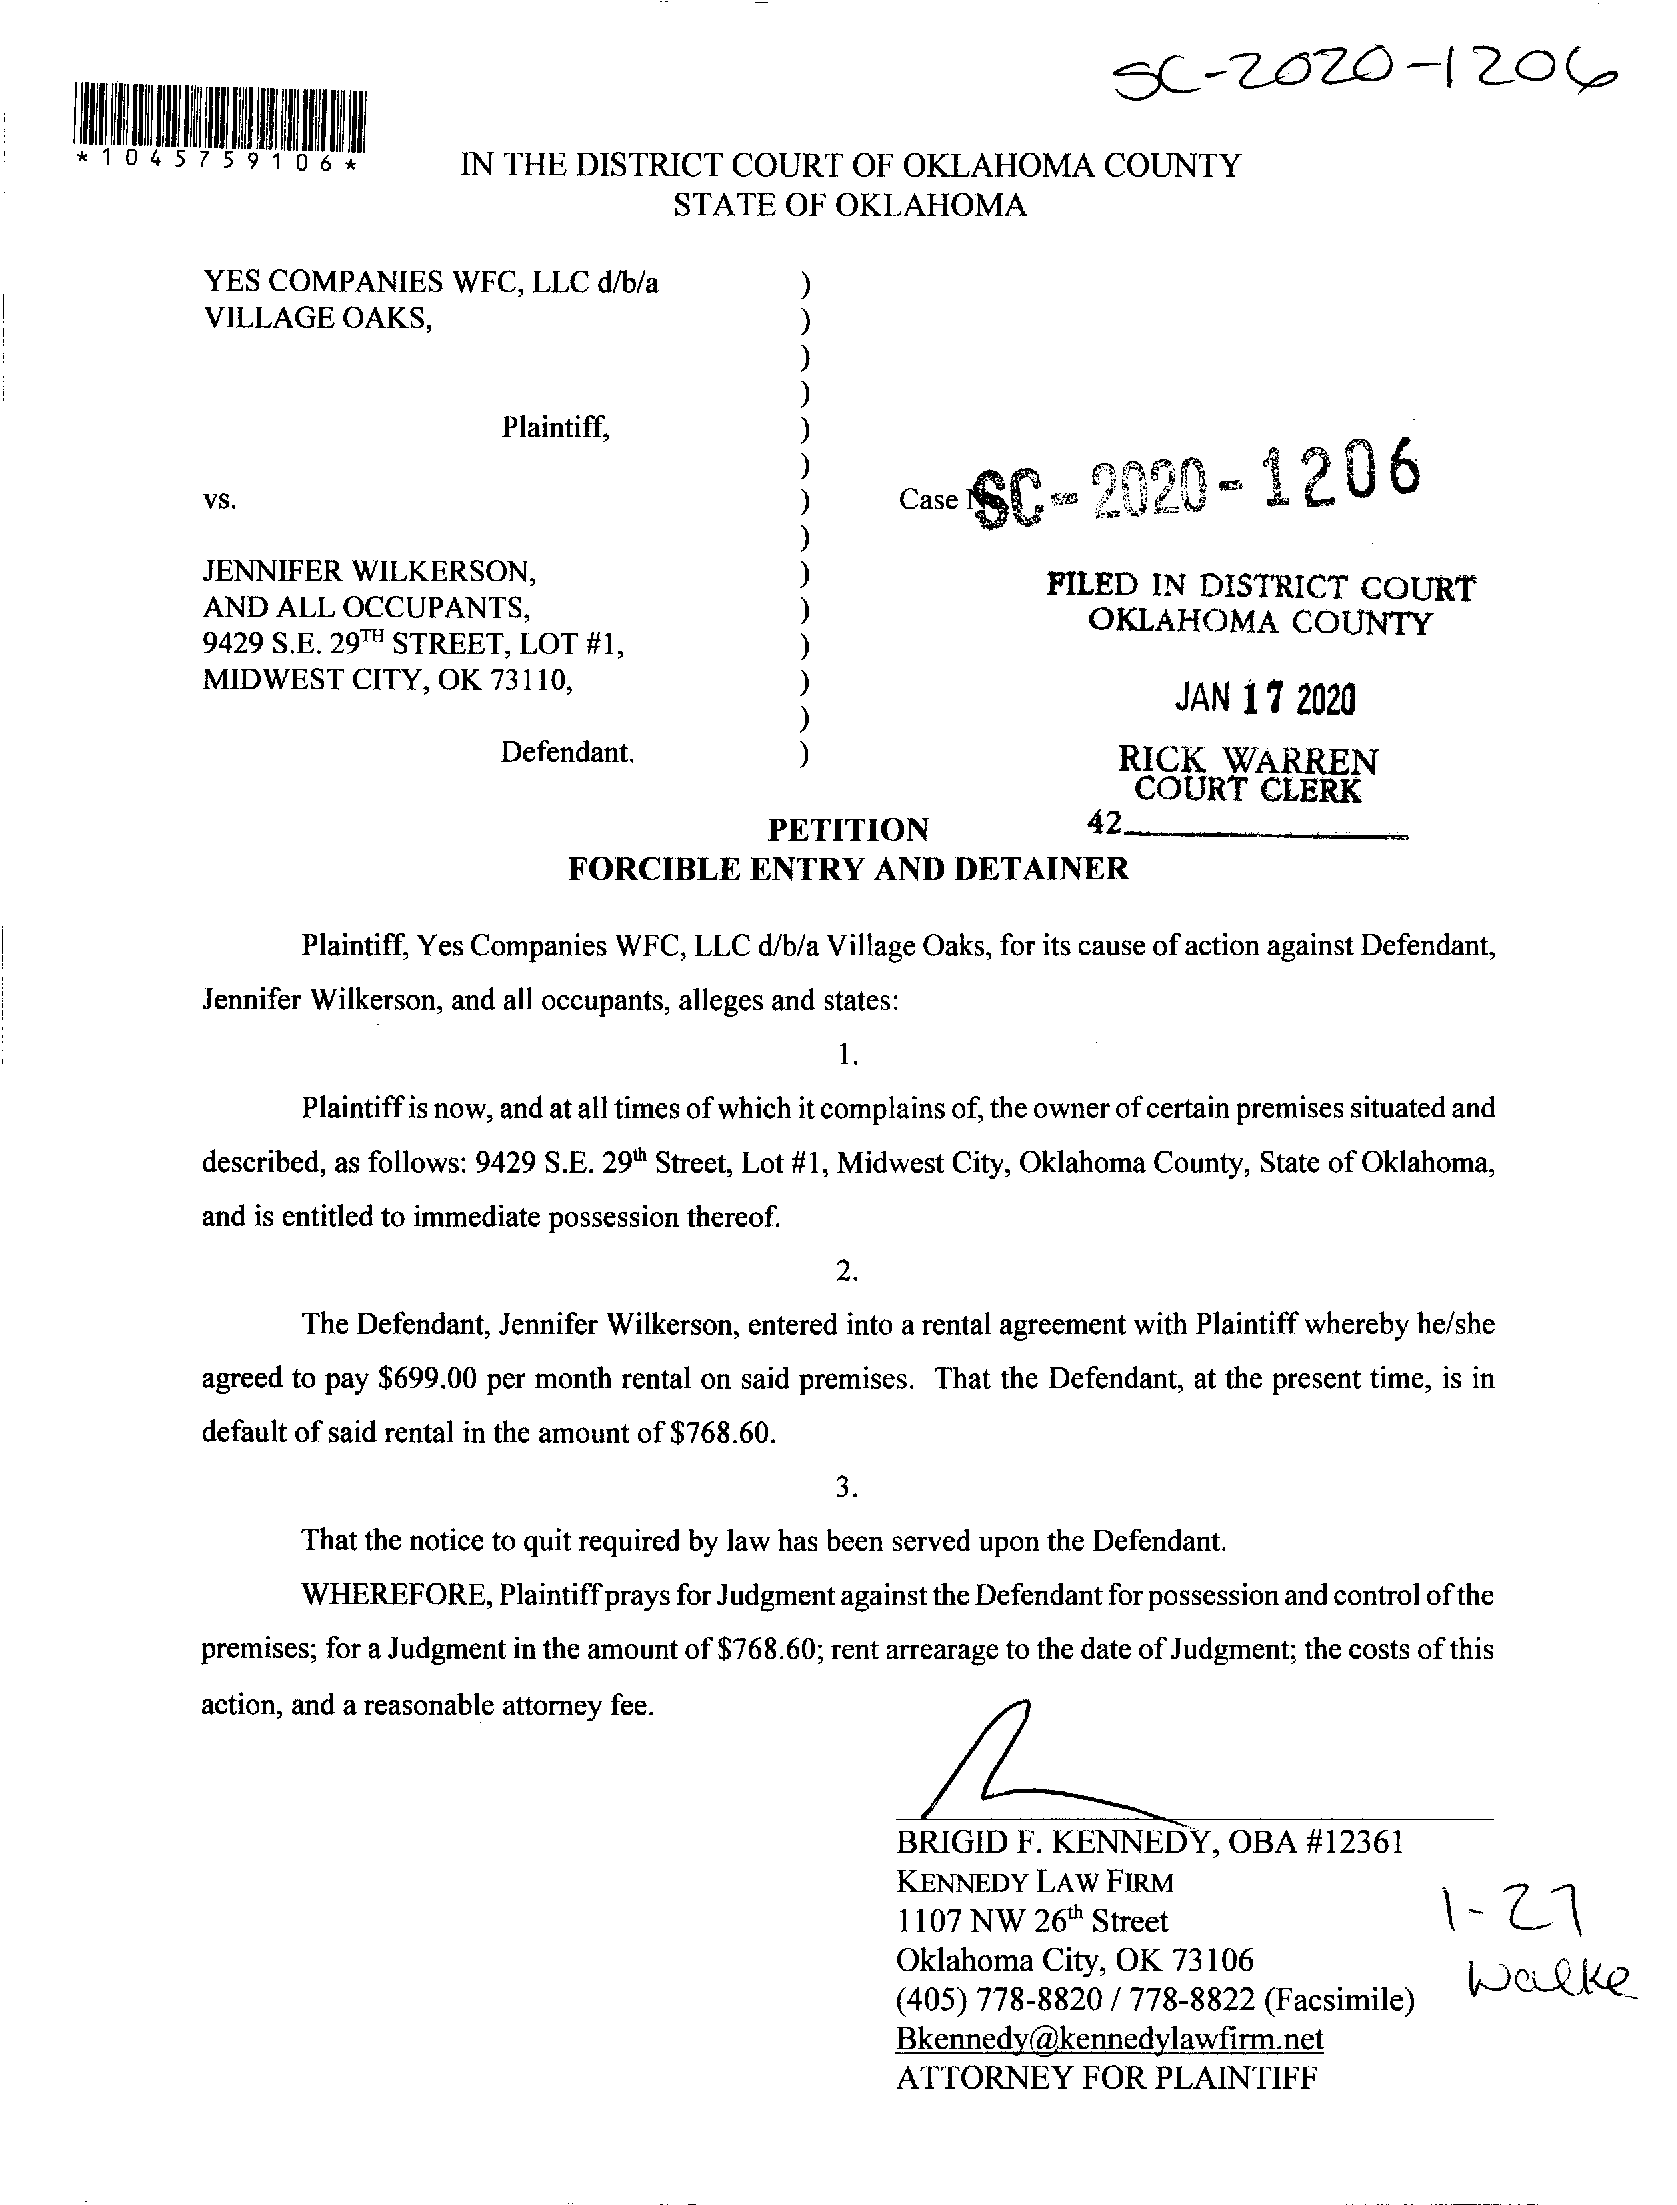 SC-2020-1206
*1045759106*
IN THE DISTRICT COURT OF OKLAHOMA COUNTY
STATE OF OKLAHOMA
YES COMPANIES WFC, LLC d/b/a )
VILLAGE OAKS, )
)
)
Plaintiff, )
)
vs. ) Case SC-2020-1206
)
JENNIFER WILKERSON, )
AND ALL OCCUPANTS, )
9429 S.E. 29TH STREET, LOT #1, )
MIDWEST CITY, OK 73110, )
)
Defendant. )
FILED IN DISTRICT COURT
OKLAHOMA COUNTY
JAN 17 2020
RICK WARREN
COURT CLERK
42
PETITION
FORCIBLE ENTRY AND DETAINER
Plaintiff, Yes Companies WFC, LLC d/b/a Village Oaks, for its cause of action against Defendant,
Jennifer Wilkerson, and all occupants, alleges and states:
1.
Plaintiff is now, and at all times of which it complains of, the owner of certain premises situated and
described, as follows: 9429 S.E. 29th Street, Lot #1, Midwest City, Oklahoma County, State of Oklahoma,
and is entitled to immediate possession thereof.
2.
The Defendant, Jennifer Wilkerson, entered into a rental agreement with Plaintiff whereby he/she
agreed to pay $699.00 per month rental on said premises. That the Defendant, at the present time, is in
default of said rental in the amount of $768.60.
3.
That the notice to quit required by law has been served upon the Defendant.
WHEREFORE, Plaintiff prays for Judgment against the Defendant for possession and control of the
premises; for a Judgment in the amount of $768.60; rent arrearage to the date of Judgment; the costs of this
action, and a reasonable attorney fee.
BRIGID F. KENNEDY, OBA #12361
KENNEDY LAW FIRM
1107 NW 26th Street
Oklahoma City, OK 73106
(405) 778-8820 / 778-8822 (Facsimile)
Bkennedy@kennedylawfirm.net
ATTORNEY FOR PLAINTIFF
1-27
Walke